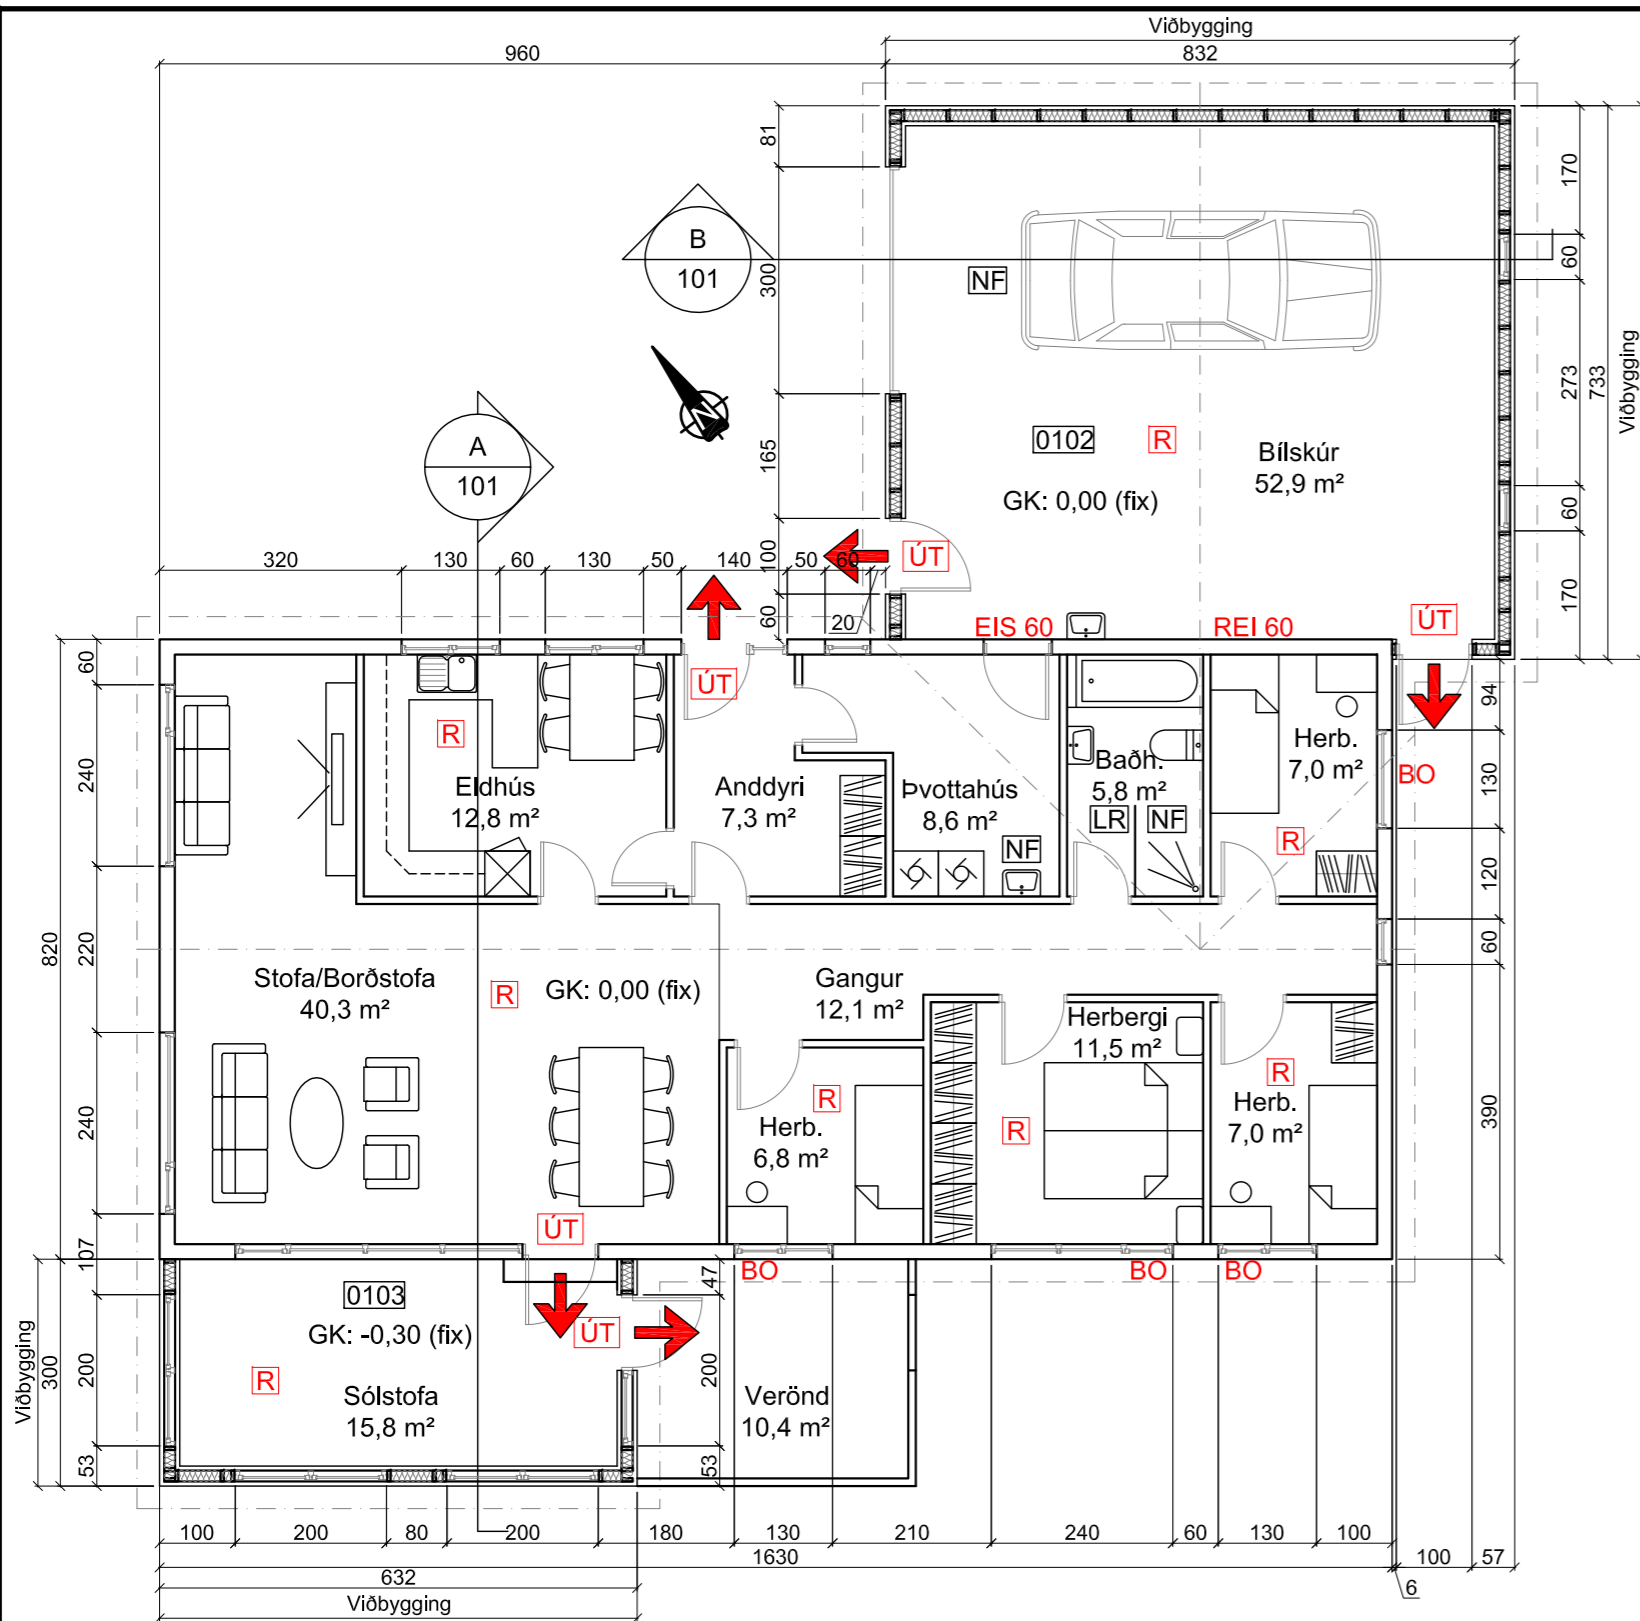 Viðbygging
960
832
81
170
B
101
300
NF
60
273
733
Viðbygging
A
101
165
0102
R
Bílskúr
52,9 m²
GK: 0,00 (fix)
60
320
130
60
130
50
140
50
60
100
ÚT
170
60
20
EIS 60
REI 60
ÚT
60
ÚT
94
240
R
Eldhús
12,8 m²
Anddyri
7,3 m²
Þvottahús
8,6 m²
NF
Baðh.
5,8 m²
LR
NF
Herb.
7,0 m²
R
BO
130
120
820
220
Stofa/Borðstofa
40,3 m²
R
GK: 0,00 (fix)
Gangur
12,1 m²
60
Herbergi
11,5 m²
R
240
R
Herb.
6,8 m²
R
Herb.
7,0 m²
390
ÚT
107
BO
BO
BO
47
0103
GK: -0,30 (fix)
ÚT
Viðbygging
300
200
R
Sólstofa
15,8 m²
200
Verönd
10,4 m²
53
53
100
200
80
200
180
130
210
240
60
130
100
1630
100
57
632
6
Viðbygging
N